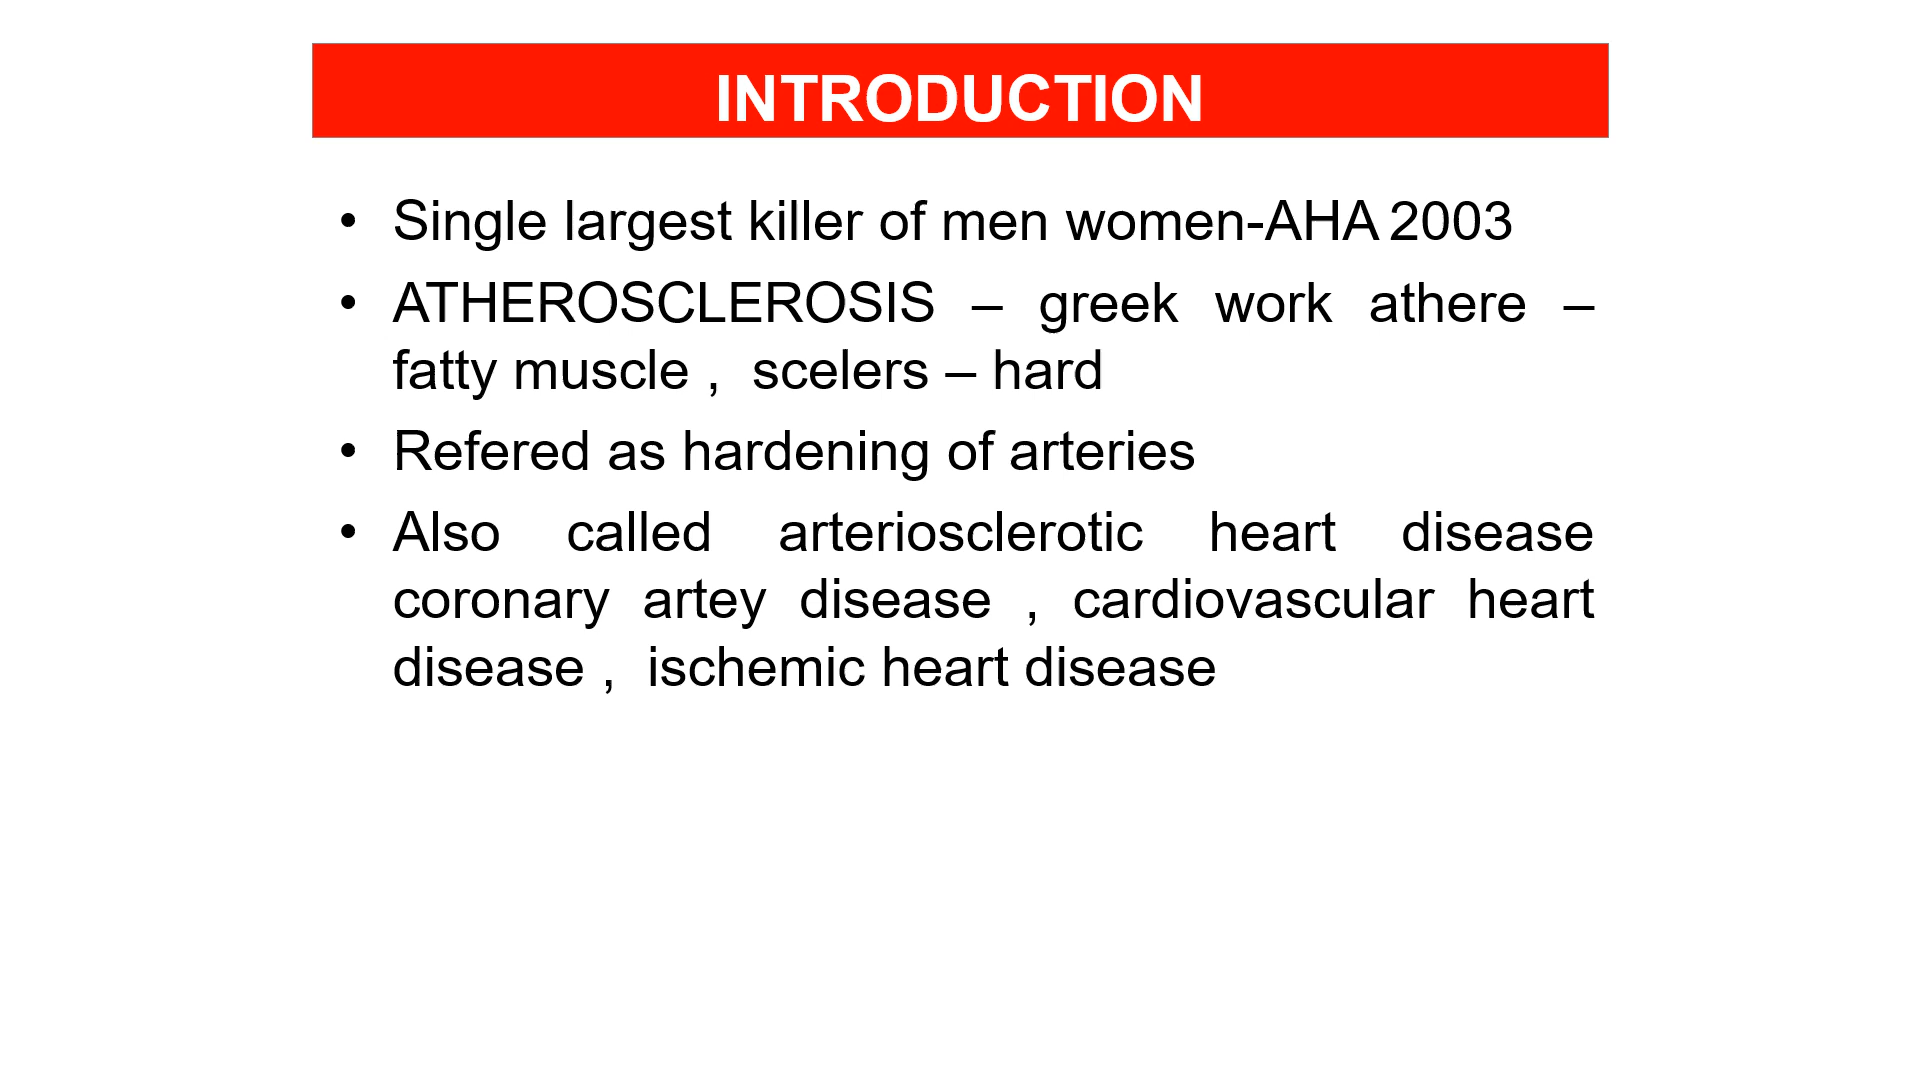 INTRODUCTION
• Single largest killer of men women-AHA 2003
• ATHEROSCLEROSIS – greek work athere –
fatty muscle , scelers – hard
• Refered as hardening of arteries
• Also called arteriosclerotic heart disease
coronary artey disease , cardiovascular heart
disease , ischemic heart disease